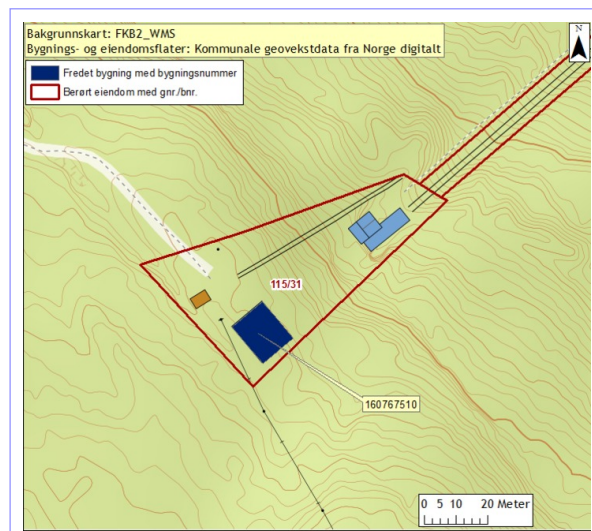 Bakgrunnskart: FKB2_WMS
Bygnings- og eiendomsflater: Kommunale geovekstdata fra Norge digitalt
Fredet bygning med bygningsnummer
Berørt eiendom med gnr./bnr.
N
115/31
160767510
0 5 10 20 Meter